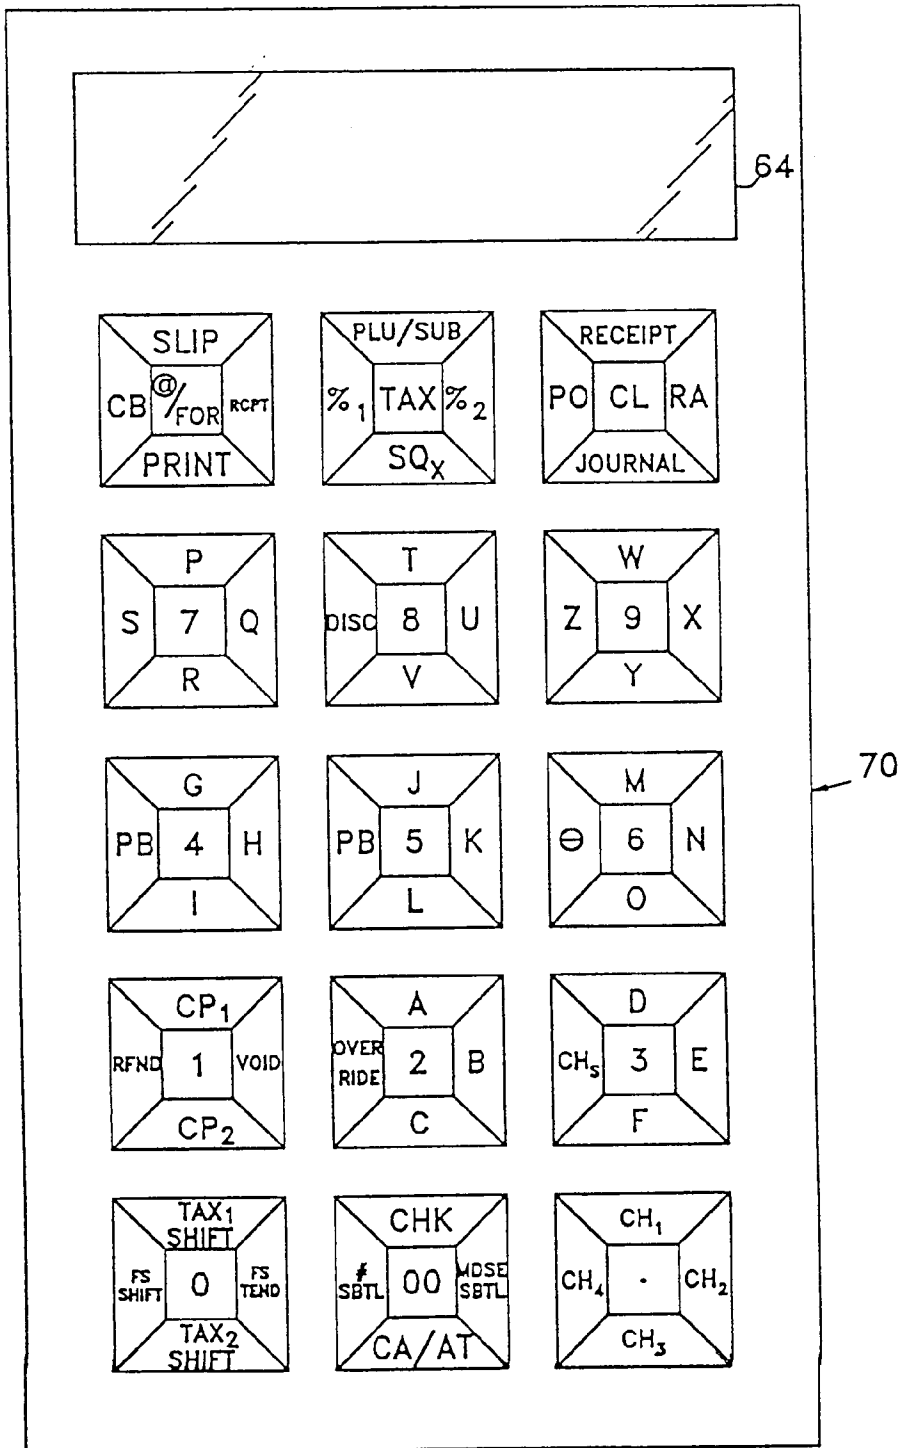 64
SLIP
CB @/FOR RCPT
PRINT
PLU/SUB
%1 TAX %2
SQX
RECEIPT
PO CL RA
JOURNAL
P
S 7 Q
R
T
DISC 8 U
V
W
Z 9 X
Y
70
G
PB 4 H
I
J
PB 5 K
L
M
⊖ 6 N
O
CP1
RFND 1 VOID
CP2
A
OVER RIDE 2 B
C
D
CHS 3 E
F
TAX1
SHIFT
FS SHIFT 0 FS TEND
TAX2
SHIFT
CHK
# SBTL 00 MDSE SBTL
CA/AT
CH1
CH4 . CH2
CH3